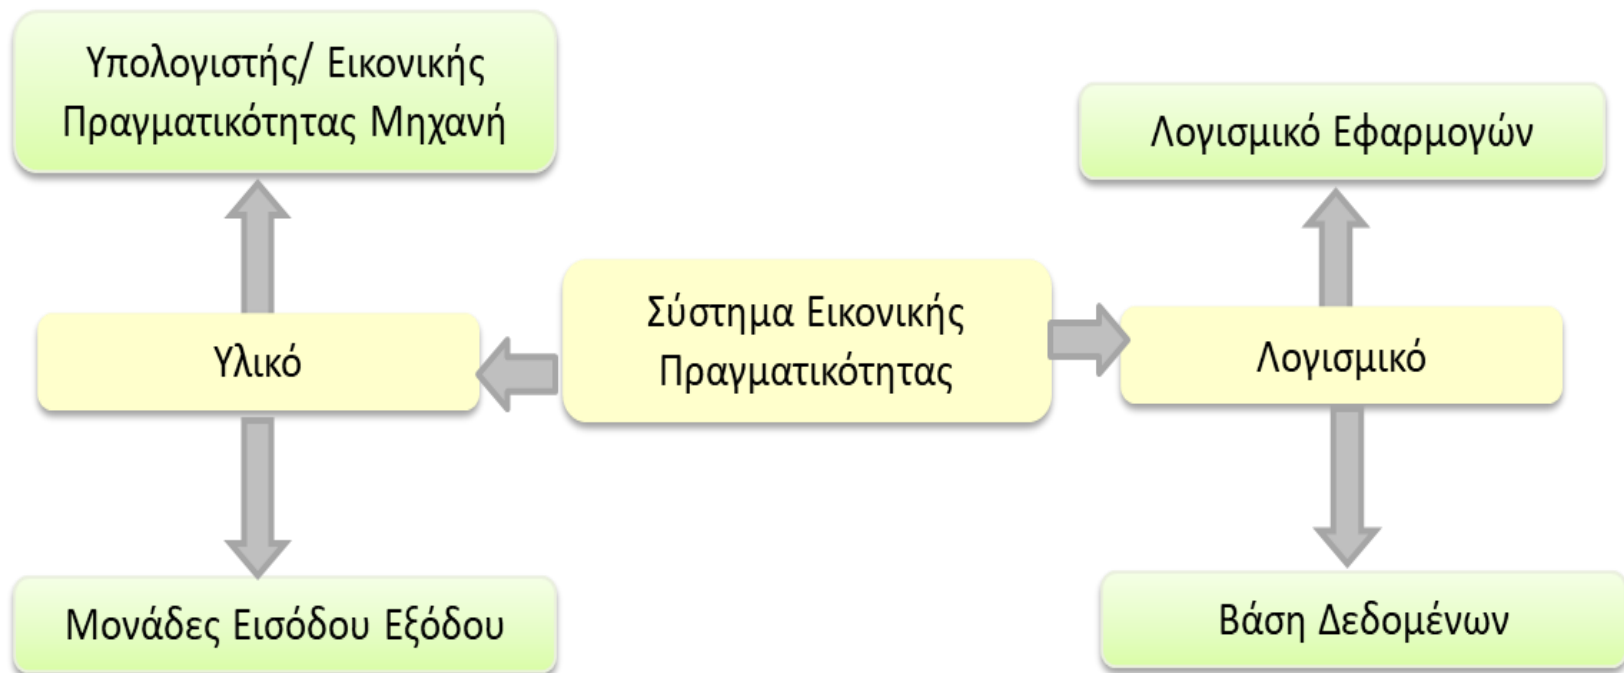 Υπολογιστής/ Εικονικής
Πραγματικότητας Μηχανή
Λογισμικό Εφαρμογών
Σύστημα Εικονικής
Πραγματικότητας
Υλικό
Λογισμικό
Μονάδες Εισόδου Εξόδου
Βάση Δεδομένων